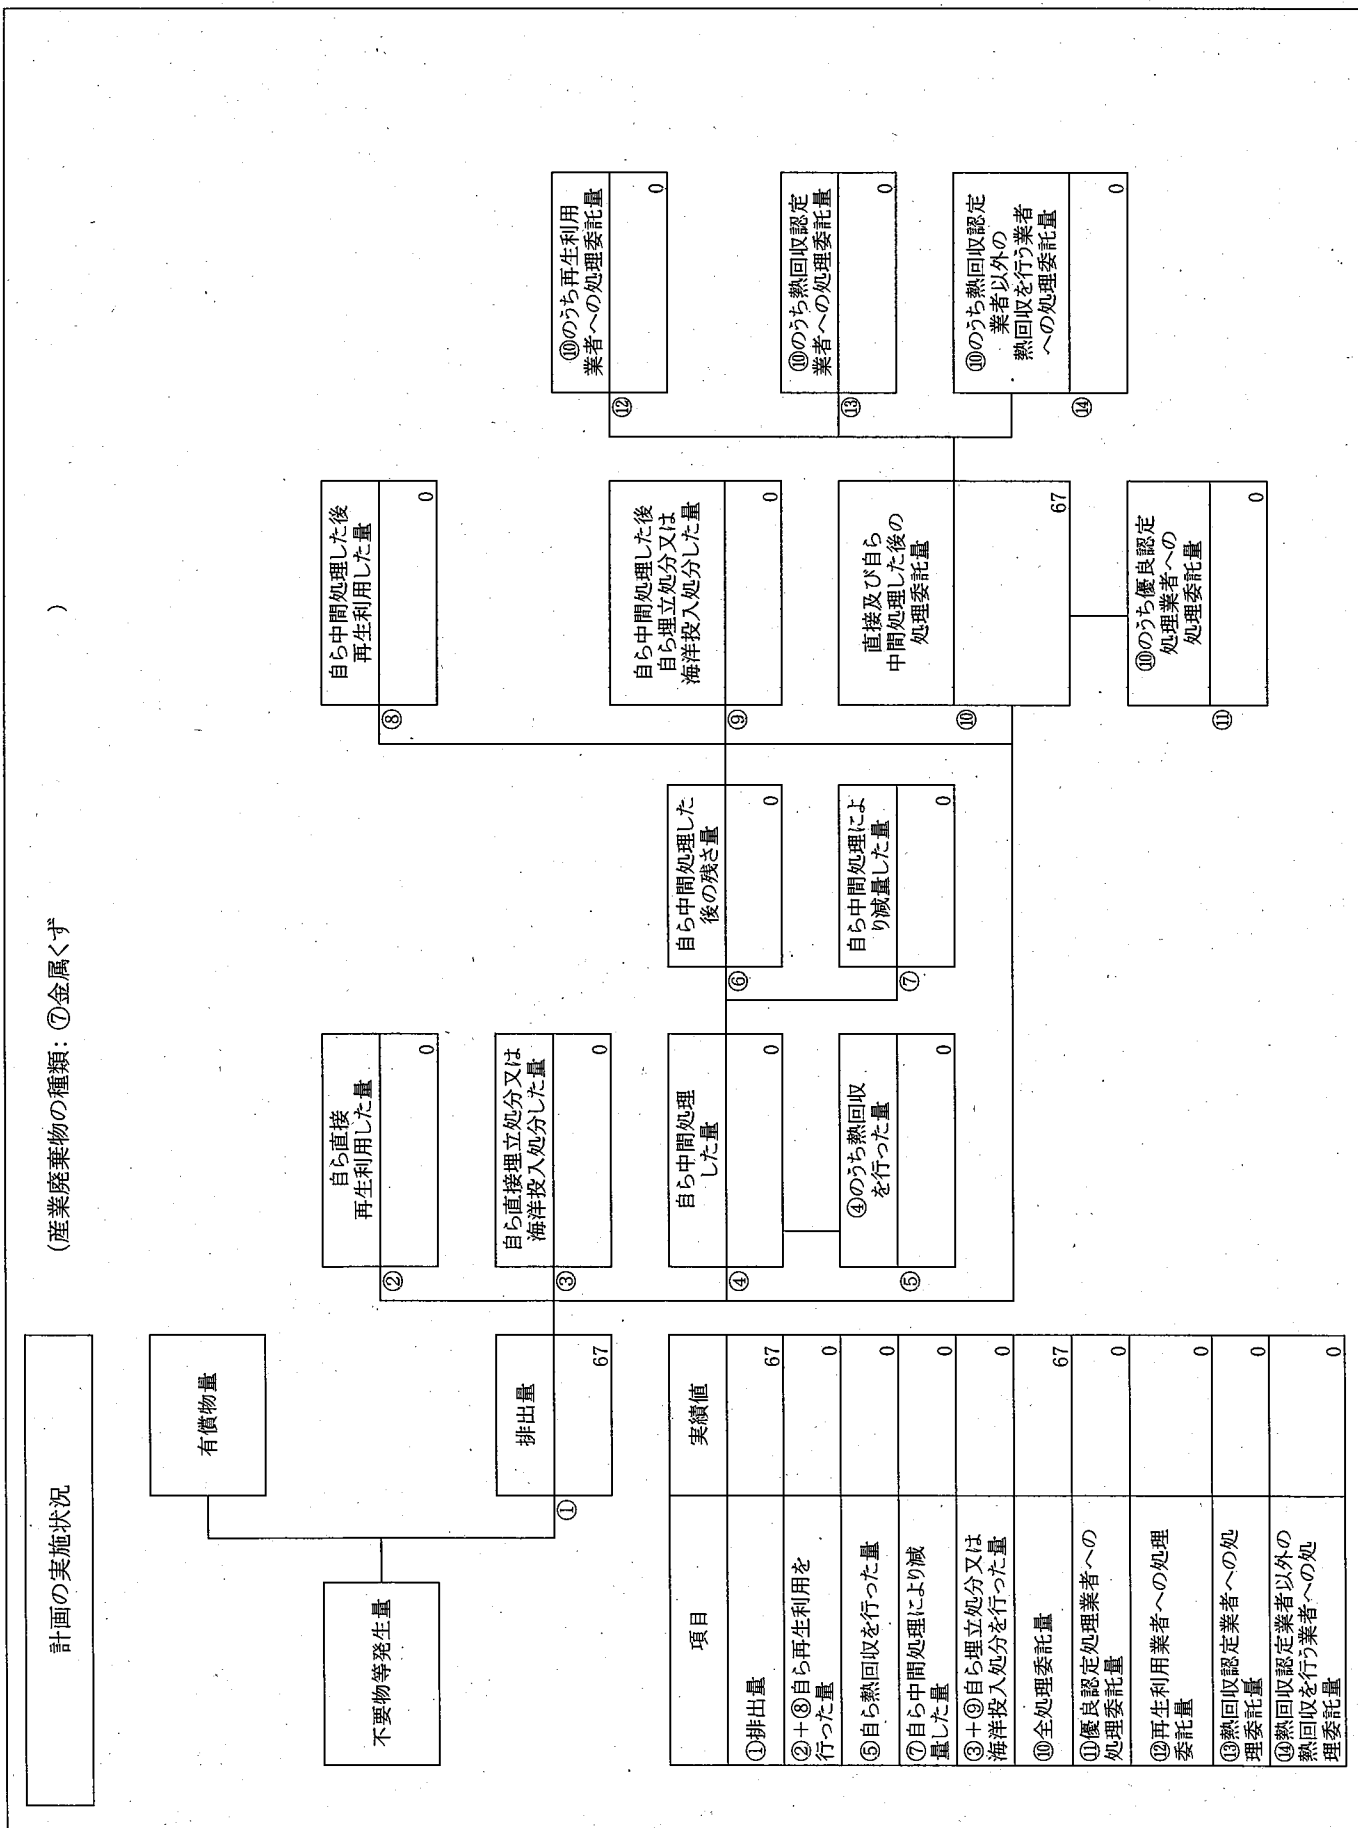 計画の実施状況
(産業廃棄物の種類：⑦金属くず
)
不要物等発生量
有償物量
①
排出量
67
②
自ら直接
再生利用した量
0
③
自ら直接埋立処分又は
海洋投入処分した量
0
④
自ら中間処理
した量
0
⑤
④のうち熱回収
を行った量
0
⑥
自ら中間処理した
後の残さ量
0
⑦
自ら中間処理によ
り減量した量
0
⑧
自ら中間処理した後
再生利用した量
0
⑨
自ら中間処理した後
自ら埋立処分又は
海洋投入処分した量
0
⑩
直接及び自ら
中間処理した後の
処理委託量
67
⑪
⑩のうち優良認定
処理業者への
処理委託量
0
⑫
⑩のうち再生利用
業者への処理委託量
0
⑬
⑩のうち熱回収認定
業者への処理委託量
0
⑭
⑩のうち熱回収認定
業者以外の
熱回収を行う業者
への処理委託量
0
項目
実績値
①排出量
67
②+⑧自ら再生利用を
行った量
0
⑤自ら熱回収を行った量
0
⑦自ら中間処理により減
量した量
0
③+⑨自ら埋立処分又は
海洋投入処分を行った量
0
⑩全処理委託量
67
⑪優良認定処理業者への
処理委託量
0
⑫再生利用業者への処理
委託量
0
⑬熱回収認定業者への処
理委託量
0
⑭熱回収認定業者以外の
熱回収を行う業者への処
理委託量
0